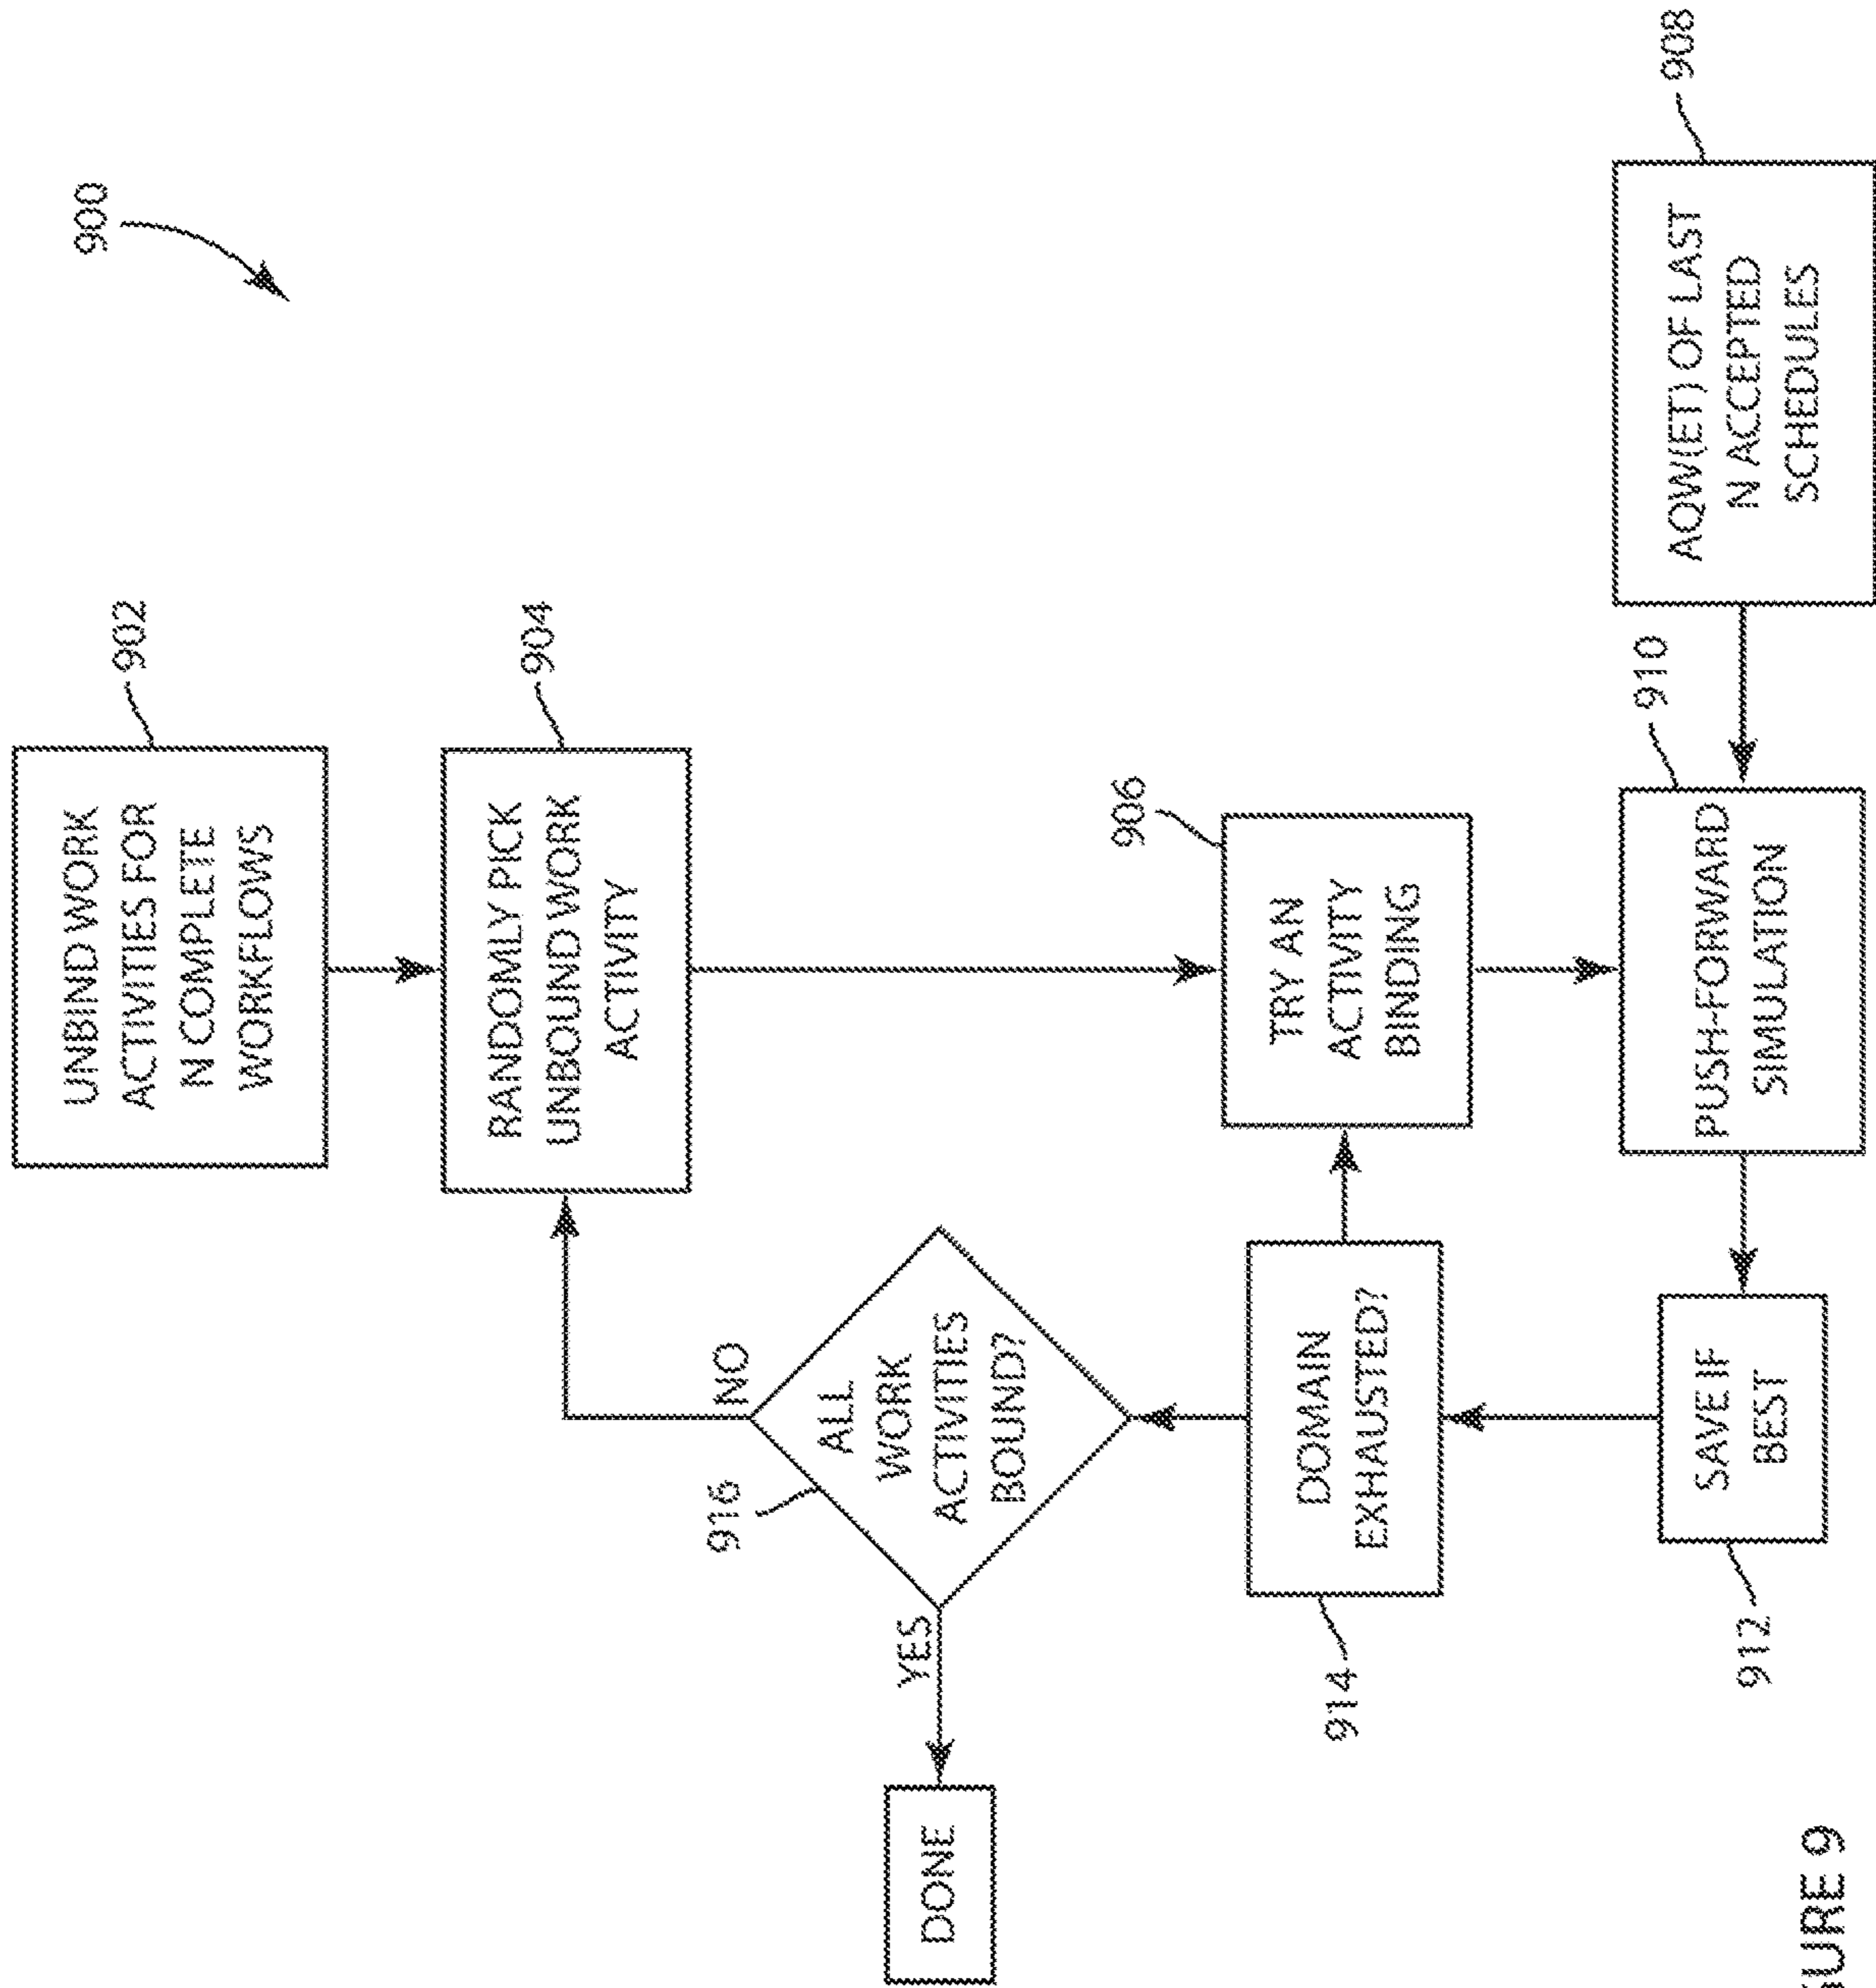 900
UNBIND WORK
ACTIVITIES FOR
N COMPLETE
WORKFLOWS
902
RANDOMLY PICK
UNBOUND WORK
ACTIVITY
904
TRY AN
ACTIVITY
BINDING
906
AQW(ET) OF LAST
N ACCEPTED
SCHEDULES
908
PUSH-FORWARD
SIMULATION
910
SAVE IF
BEST
912
DOMAIN
EXHAUSTED?
914
ALL
WORK
ACTIVITIES
BOUND?
916
NO
YES
DONE
GURE 9